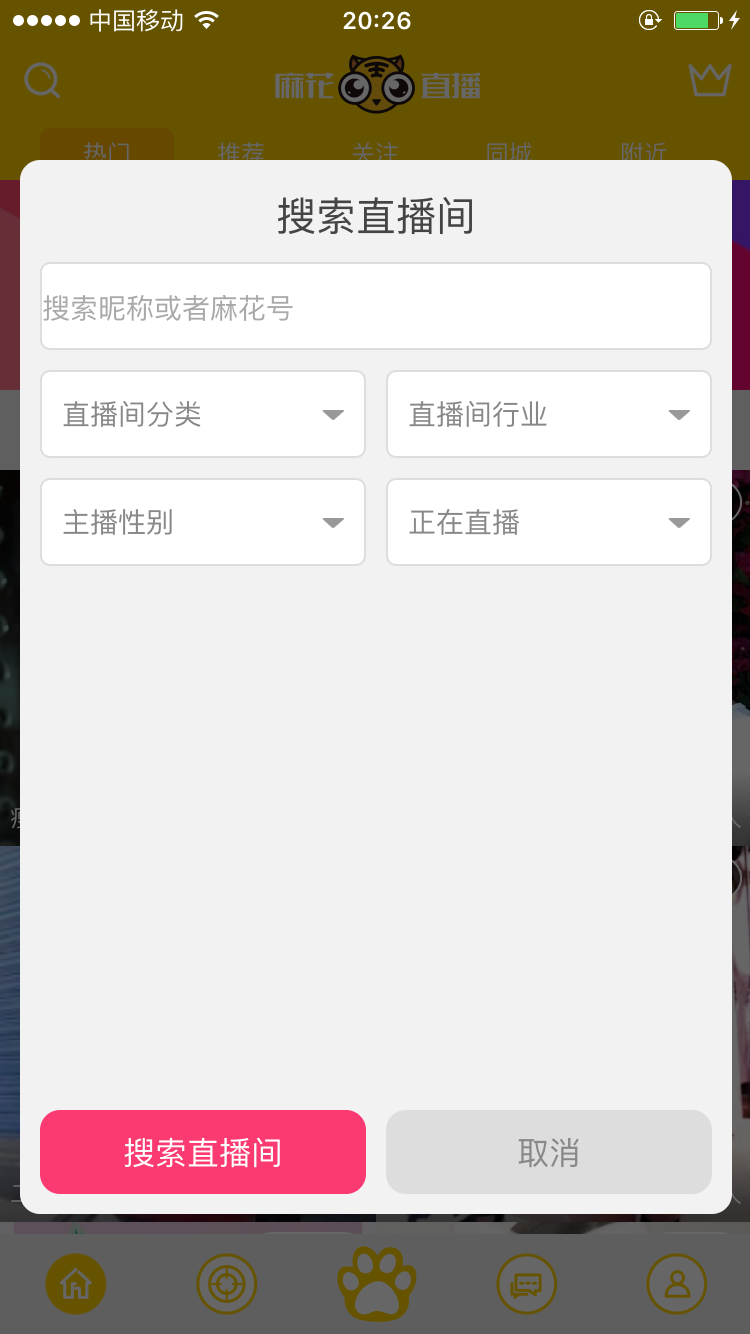 中国移动
20:26
麻花 直播
热门 推荐 关注 同城 附近
搜索直播间
搜索昵称或者麻花号
直播间分类 直播间行业
主播性别 正在直播
搜索直播间 取消